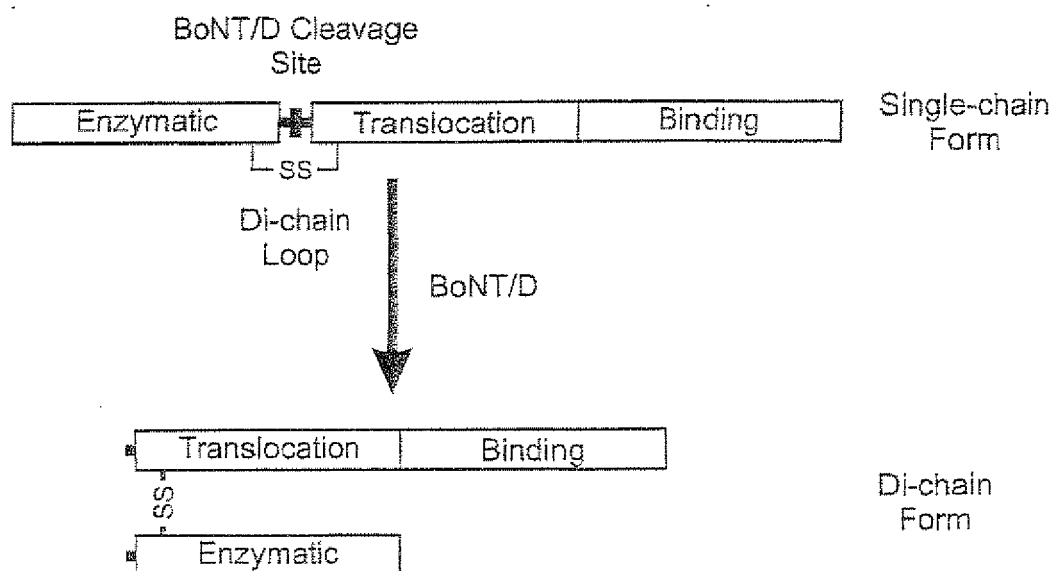 BoNT/D Cleavage
Site
Enzymatic Translocation Binding
Single-chain
Form
SS
Di-chain
Loop
BoNT/D
Translocation Binding
SS
Di-chain
Form
Enzymatic